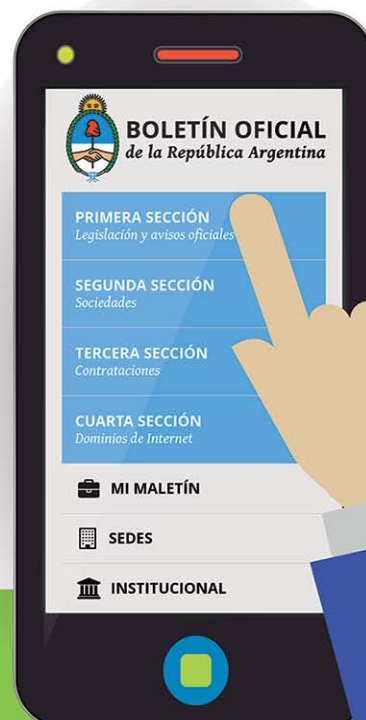 BOLETÍN OFICIAL
de la República Argentina
PRIMERA SECCIÓN
Legislación y avisos oficiales
SEGUNDA SECCIÓN
Sociedades
TERCERA SECCIÓN
Contrataciones
CUARTA SECCIÓN
Dominios de Internet
MI MALETÍN
SEDES
INSTITUCIONAL